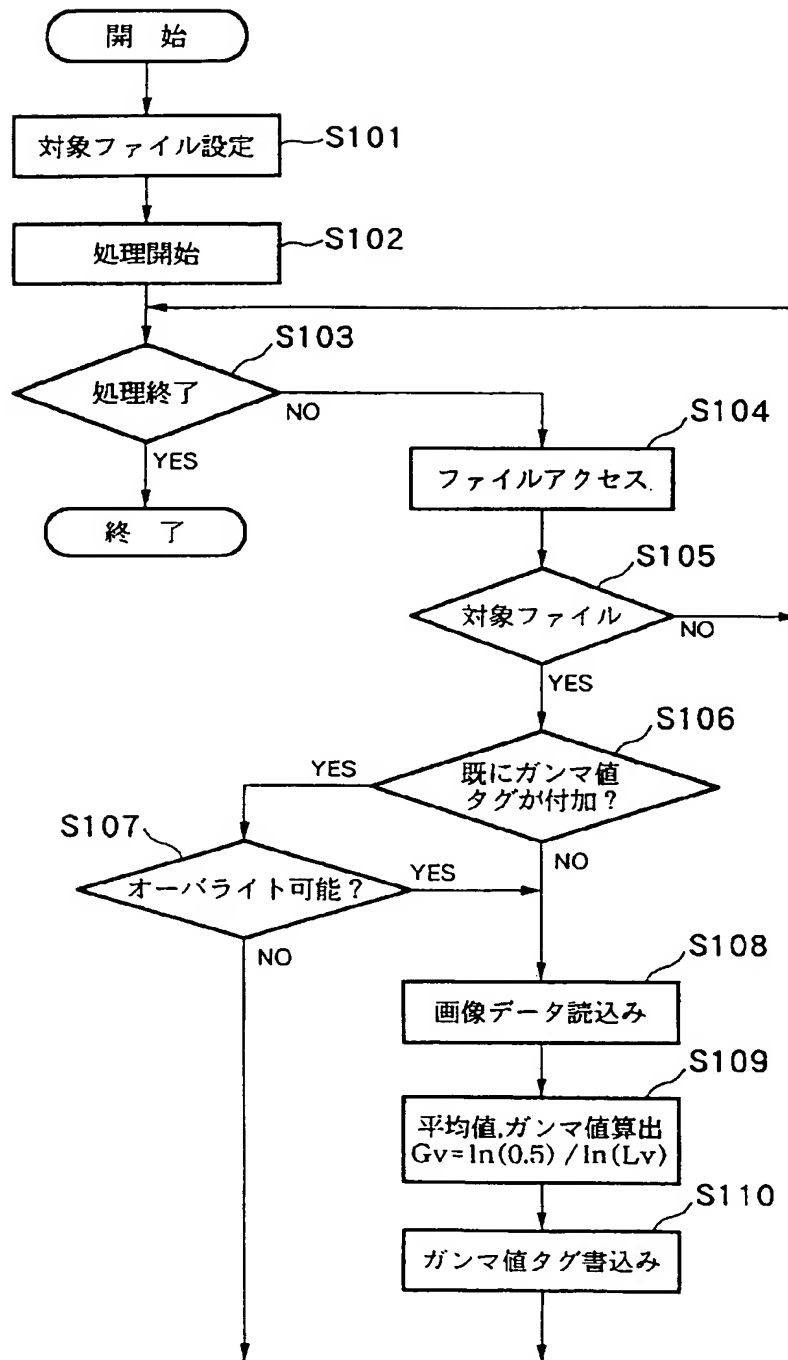 開 始
対象ファイル設定
S101
処理開始
S102
S103
処理終了
NO
YES
終 了
S104
ファイルアクセス
S105
対象ファイル
NO
YES
S106
既にガンマ値
タグが付加?
YES
NO
S107
オーバライト可能?
YES
NO
S108
画像データ読込み
S109
平均値,ガンマ値算出
Gv=ln(0.5)/ln(Lv)
S110
ガンマ値タグ書込み